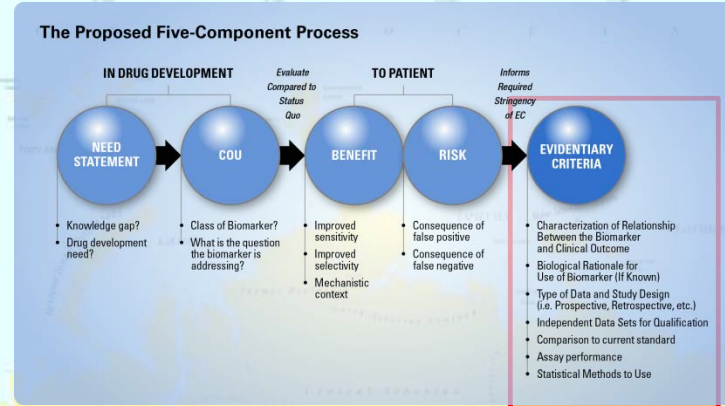 The Proposed Five-Component Process
IN DRUG DEVELOPMENT
Evaluate
Compared to
Status
Quo
TO PATIENT
Informs
Required
Stringency
of EC
NEED
STATEMENT
COU
BENEFIT
RISK
EVIDENTIARY
CRITERIA
• Knowledge gap?
• Drug development
need?
• Class of Biomarker?
• What is the question
the biomarker is
addressing?
• Improved
sensitivity
• Improved
selectivity
• Mechanistic
context
• Consequence of
false positive
• Consequence of
false negative
• Characterization of Relationship
Between the Biomarker
and Clinical Outcome
• Biological Rationale for
Use of Biomarker (If Known)
• Type of Data and Study Design
(i.e. Prospective, Retrospective, etc.)
• Independent Data Sets for Qualification
• Comparison to current standard
• Assay performance
• Statistical Methods to Use